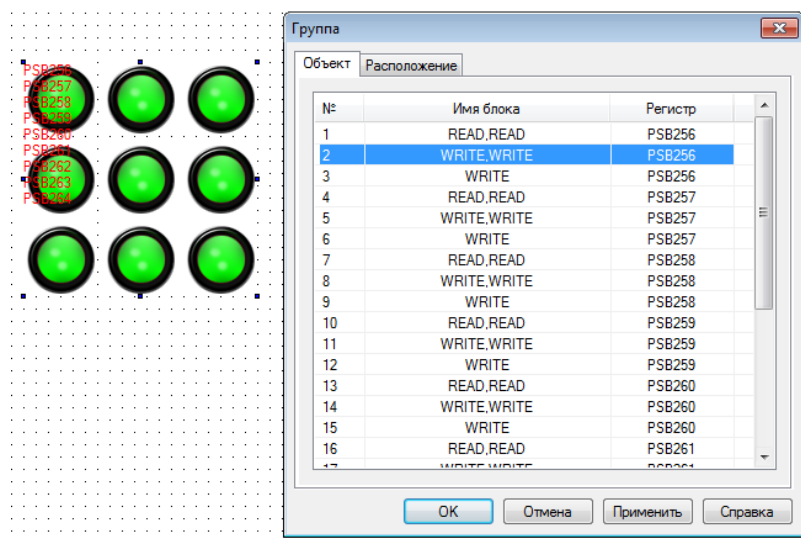 PSB256
PSB257
PSB258
PSB259
PSB260
PSB261
PSB262
PSB263
PSB264
Группа
Объект Расположение
№ Имя блока Регистр
1 READ,READ PSB256
2 WRITE,WRITE PSB256
3 WRITE PSB256
4 READ,READ PSB257
5 WRITE,WRITE PSB257
6 WRITE PSB257
7 READ,READ PSB258
8 WRITE,WRITE PSB258
9 WRITE PSB258
10 READ,READ PSB259
11 WRITE,WRITE PSB259
12 WRITE PSB259
13 READ,READ PSB260
14 WRITE,WRITE PSB260
15 WRITE PSB260
16 READ,READ PSB261
17 WRITE,WRITE PSB261
OK Отмена Применить Справка